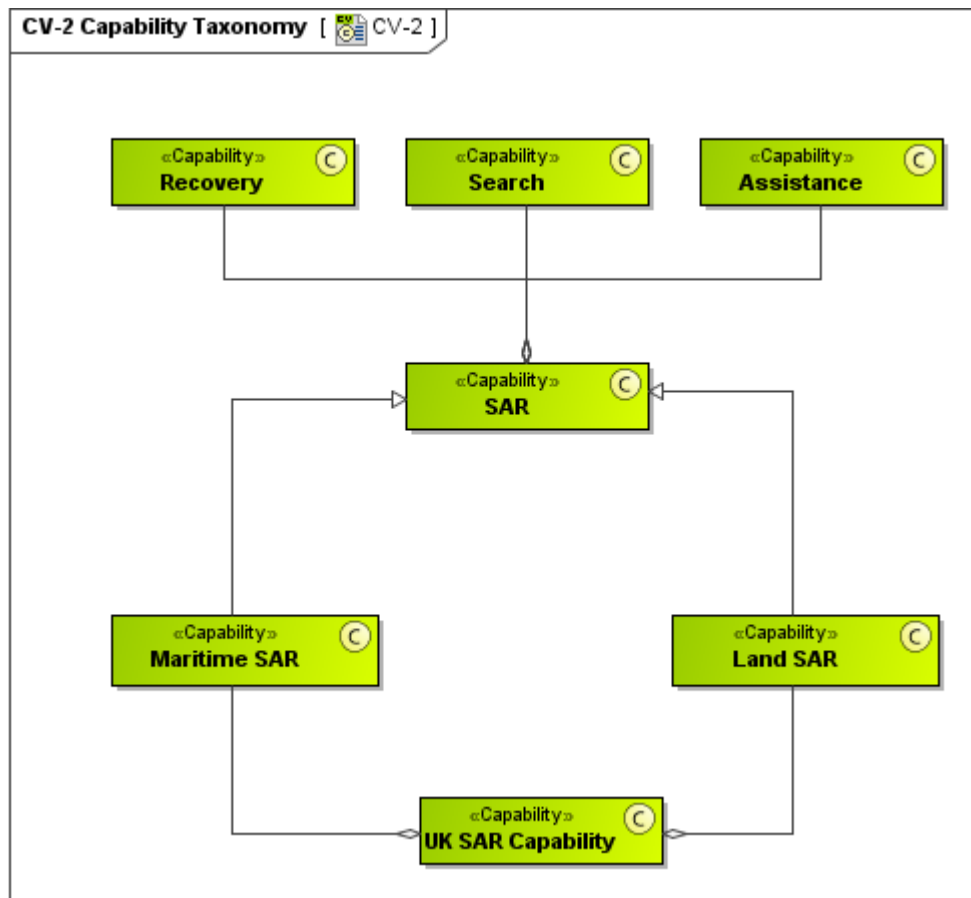 CV-2 Capability Taxonomy [ CV C CV-2 ]
«Capability» C
Recovery
«Capability» C
Search
«Capability» C
Assistance
«Capability» C
SAR
«Capability» C
Maritime SAR
«Capability» C
Land SAR
«Capability» C
UK SAR Capability